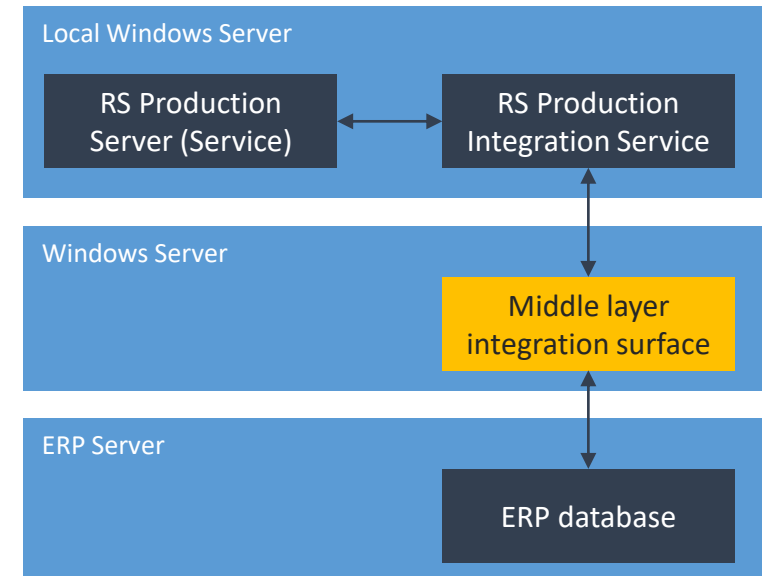 Local Windows Server
RS Production
Server (Service)
RS Production
Integration Service
Windows Server
Middle layer
integration surface
ERP Server
ERP database